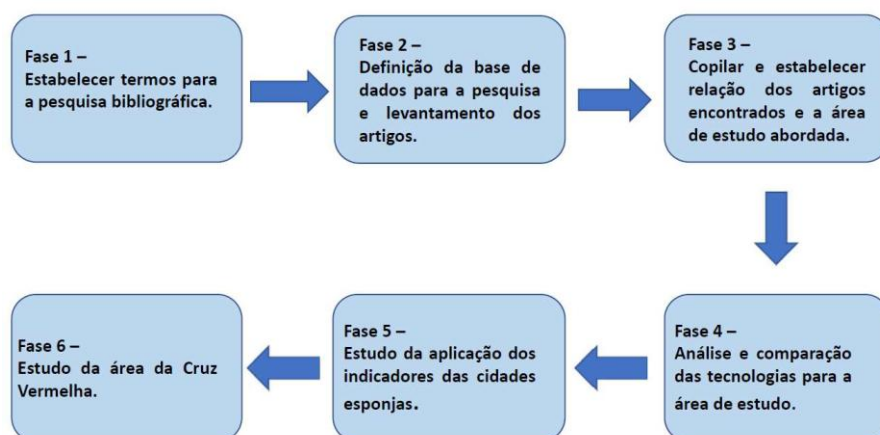 Fase 1 –
Estabelecer termos para
a pesquisa bibliográfica.
Fase 2 –
Definição da base de
dados para a pesquisa
e levantamento dos
artigos.
Fase 3 –
Copilar e estabelecer
relação dos artigos
encontrados e a área
de estudo abordada.
Fase 4 –
Análise e comparação
das tecnologias para a
área de estudo.
Fase 5 –
Estudo da aplicação dos
indicadores das cidades
esponjas.
Fase 6 –
Estudo da área da Cruz
Vermelha.